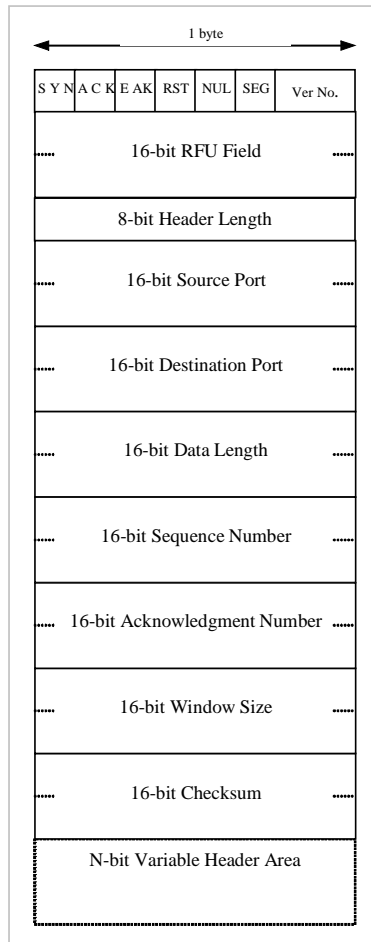 1 byte
S Y N A C K E AK RST NUL SEG Ver No.
16-bit RFU Field
8-bit Header Length
16-bit Source Port
16-bit Destination Port
16-bit Data Length
16-bit Sequence Number
16-bit Acknowledgment Number
16-bit Window Size
16-bit Checksum
N-bit Variable Header Area